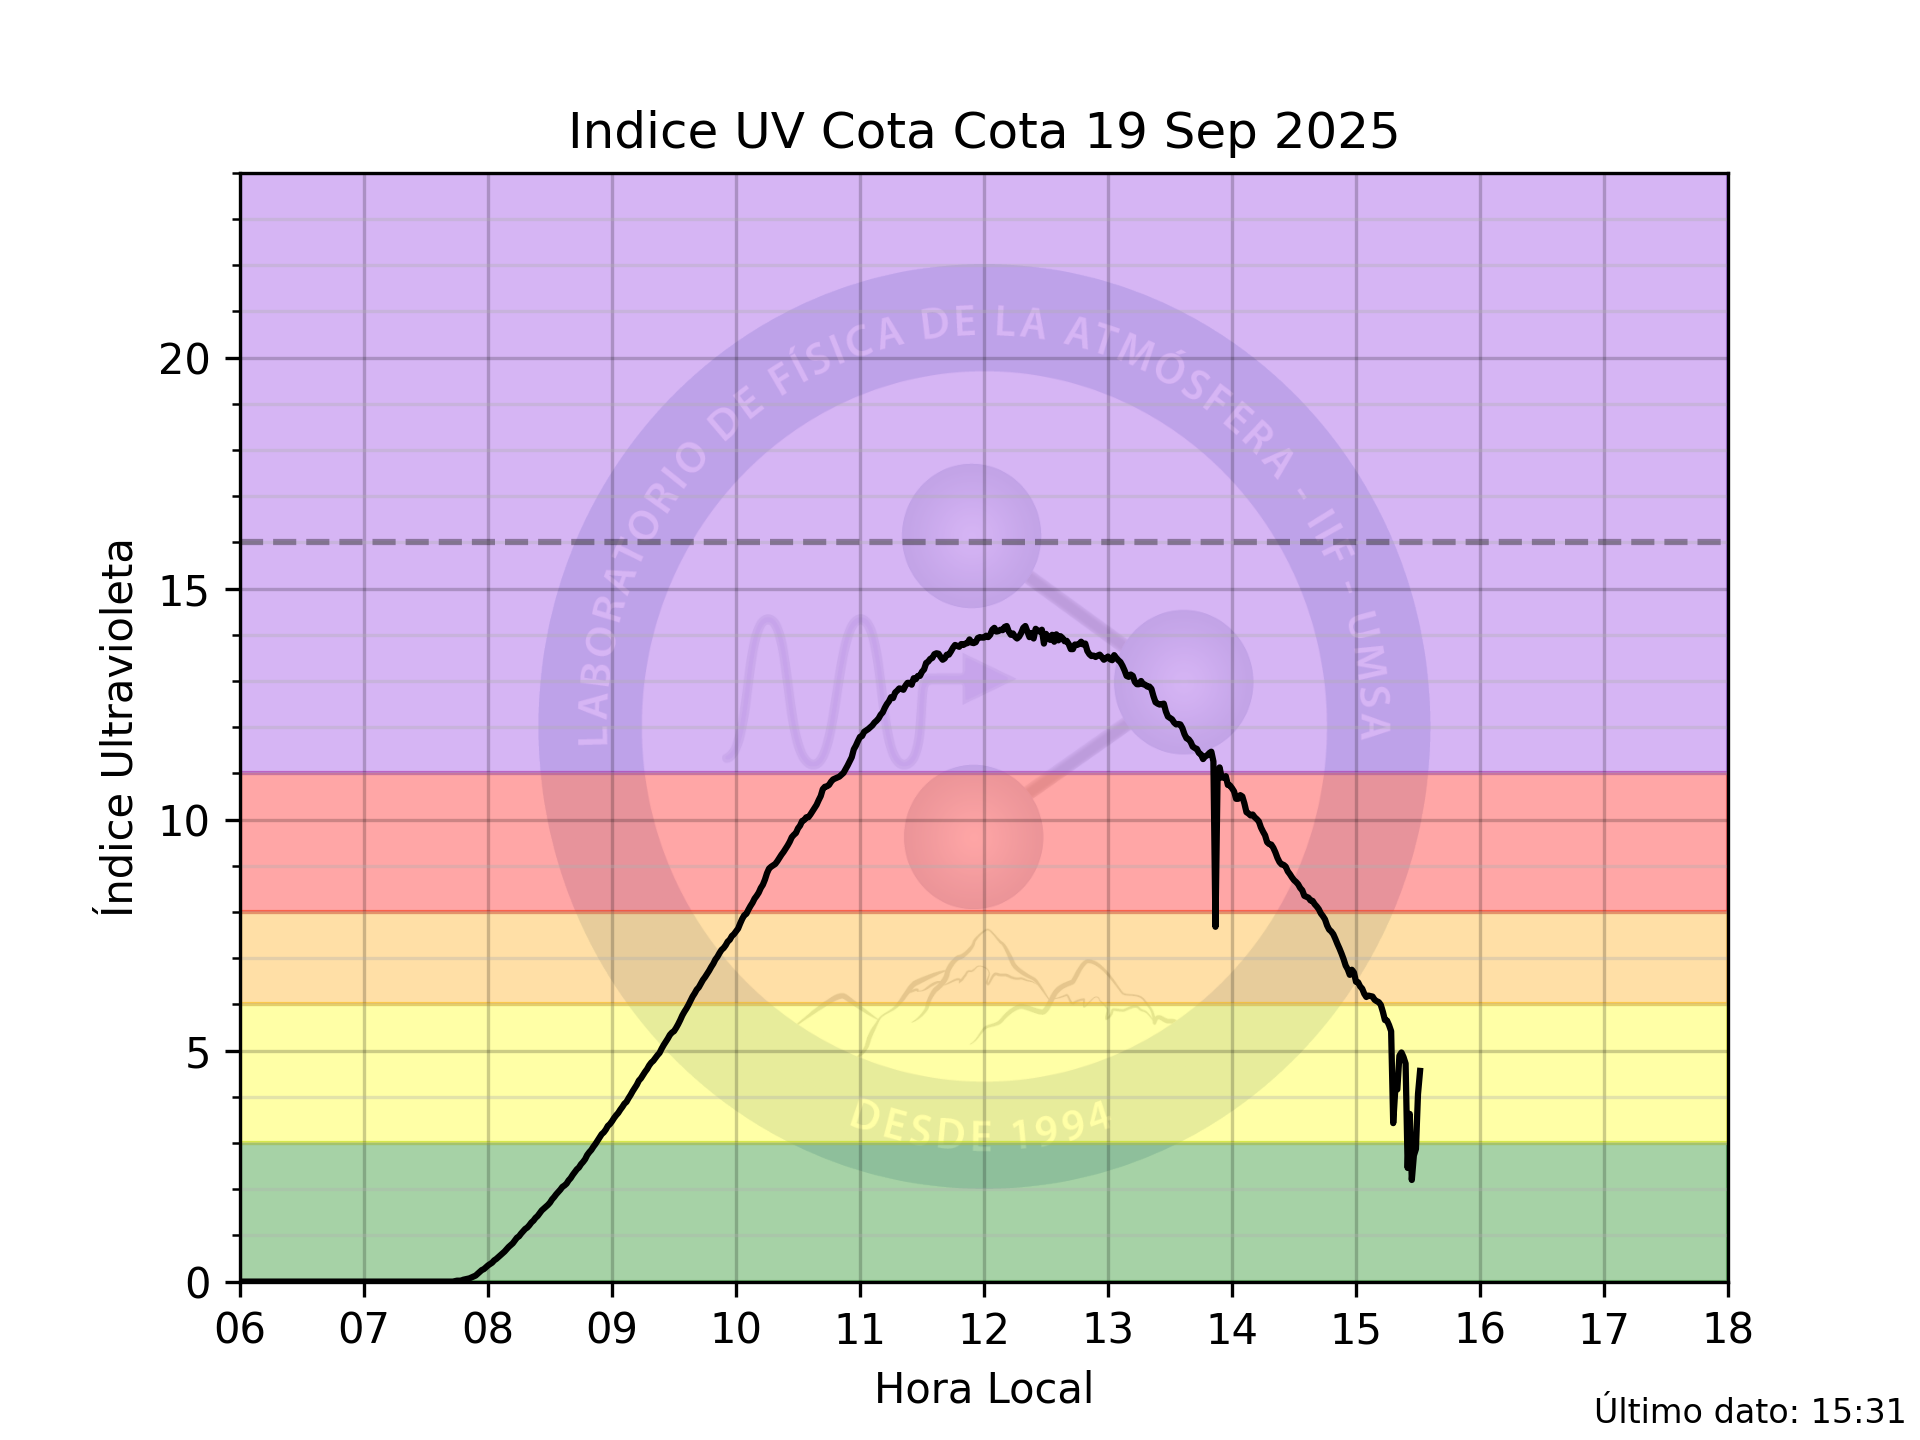 Indice UV Cota Cota 19 Sep 2025
LABORATORIO DE FÍSICA DE LA ATMÓSFERA - IIF - UMSA
DESDE 1994
Índice Ultravioleta
20
15
10
5
0
06 07 08 09 10 11 12 13 14 15 16 17 18
Hora Local
Último dato: 15:31